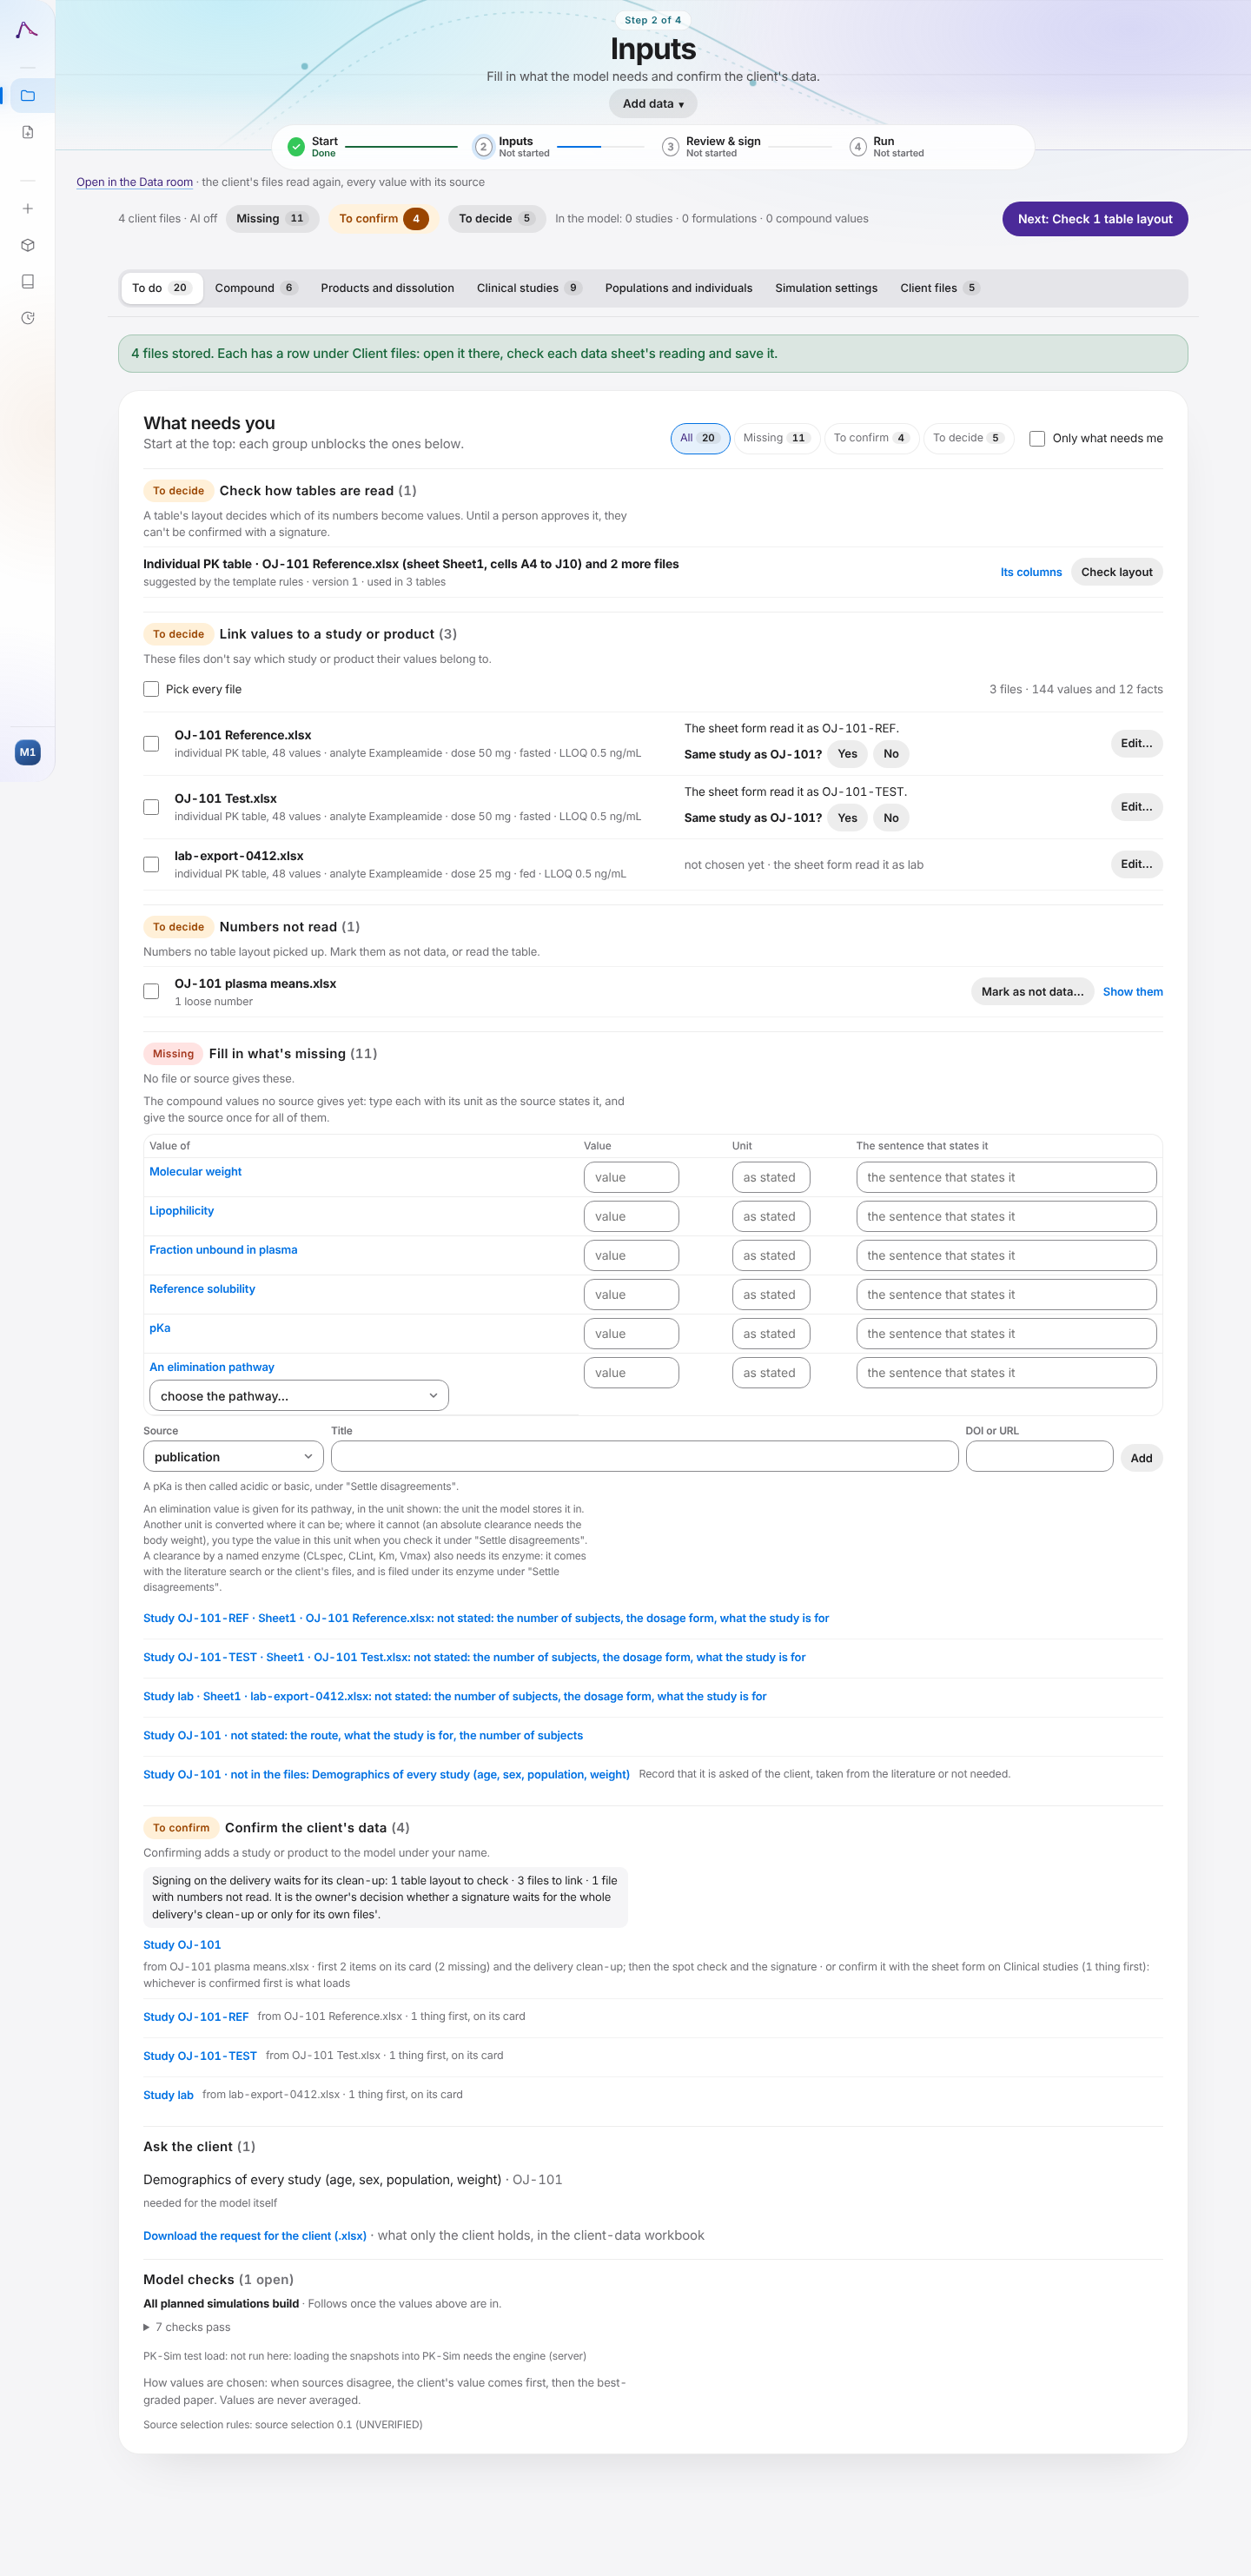 Step 2 of 4
Inputs
Fill in what the model needs and confirm the client's data.
Add data ▾
Start
Done
2
Inputs
Not started
3
Review & sign
Not started
4
Run
Not started
Open in the Data room · the client's files read again, every value with its source
4 client files · AI off
Missing 11
To confirm 4
To decide 5
In the model: 0 studies · 0 formulations · 0 compound values
Next: Check 1 table layout
To do 20
Compound 6
Products and dissolution
Clinical studies 9
Populations and individuals
Simulation settings
Client files 5
4 files stored. Each has a row under Client files: open it there, check each data sheet's reading and save it.
What needs you
Start at the top: each group unblocks the ones below.
All 20
Missing 11
To confirm 4
To decide 5
Only what needs me
To decide Check how tables are read (1)
A table's layout decides which of its numbers become values. Until a person approves it, they
can't be confirmed with a signature.
Individual PK table · OJ-101 Reference.xlsx (sheet Sheet1, cells A4 to J10) and 2 more files
suggested by the template rules · version 1 · used in 3 tables
Its columns
Check layout
To decide Link values to a study or product (3)
These files don't say which study or product their values belong to.
Pick every file
3 files · 144 values and 12 facts
OJ-101 Reference.xlsx
individual PK table, 48 values · analyte Exampleamide · dose 50 mg · fasted · LLOQ 0.5 ng/mL
The sheet form read it as OJ-101-REF.
Same study as OJ-101? Yes No
Edit...
OJ-101 Test.xlsx
individual PK table, 48 values · analyte Exampleamide · dose 50 mg · fasted · LLOQ 0.5 ng/mL
The sheet form read it as OJ-101-TEST.
Same study as OJ-101? Yes No
Edit...
lab-export-0412.xlsx
individual PK table, 48 values · analyte Exampleamide · dose 25 mg · fed · LLOQ 0.5 ng/mL
not chosen yet · the sheet form read it as lab
Edit...
M1
To decide Numbers not read (1)
Numbers no table layout picked up. Mark them as not data, or read the table.
OJ-101 plasma means.xlsx
1 loose number
Mark as not data...
Show them
Missing Fill in what's missing (11)
No file or source gives these.
The compound values no source gives yet: type each with its unit as the source states it, and
give the source once for all of them.
Value of Value Unit The sentence that states it
Molecular weight value as stated the sentence that states it
Lipophilicity value as stated the sentence that states it
Fraction unbound in plasma value as stated the sentence that states it
Reference solubility value as stated the sentence that states it
pKa value as stated the sentence that states it
An elimination pathway value as stated the sentence that states it
choose the pathway...
Source Title DOI or URL
publication
Add
A pKa is then called acidic or basic, under "Settle disagreements".
An elimination value is given for its pathway, in the unit shown: the unit the model stores it in.
Another unit is converted where it can be; where it cannot (an absolute clearance needs the
body weight), you type the value in this unit when you check it under "Settle disagreements".
A clearance by a named enzyme (CLspec, CLint, Km, Vmax) also needs its enzyme: it comes
with the literature search or the client's files, and is filed under its enzyme under "Settle
disagreements".
Study OJ-101-REF · Sheet1 · OJ-101 Reference.xlsx: not stated: the number of subjects, the dosage form, what the study is for
Study OJ-101-TEST · Sheet1 · OJ-101 Test.xlsx: not stated: the number of subjects, the dosage form, what the study is for
Study lab · Sheet1 · lab-export-0412.xlsx: not stated: the number of subjects, the dosage form, what the study is for
Study OJ-101 · not stated: the route, what the study is for, the number of subjects
Study OJ-101 · not in the files: Demographics of every study (age, sex, population, weight) Record that it is asked of the client, taken from the literature or not needed.
To confirm Confirm the client's data (4)
Confirming adds a study or product to the model under your name.
Signing on the delivery waits for its clean-up: 1 table layout to check · 3 files to link · 1 file
with numbers not read. It is the owner's decision whether a signature waits for the whole
delivery's clean-up or only for its own files'.
Study OJ-101
from OJ-101 plasma means.xlsx · first 2 items on its card (2 missing) and the delivery clean-up; then the spot check and the signature · or confirm it with the sheet form on Clinical studies (1 thing first):
whichever is confirmed first is what loads
Study OJ-101-REF from OJ-101 Reference.xlsx · 1 thing first, on its card
Study OJ-101-TEST from OJ-101 Test.xlsx · 1 thing first, on its card
Study lab from lab-export-0412.xlsx · 1 thing first, on its card
Ask the client (1)
Demographics of every study (age, sex, population, weight) · OJ-101
needed for the model itself
Download the request for the client (.xlsx) · what only the client holds, in the client-data workbook
Model checks (1 open)
All planned simulations build · Follows once the values above are in.
▶ 7 checks pass
PK-Sim test load: not run here: loading the snapshots into PK-Sim needs the engine (server)
How values are chosen: when sources disagree, the client's value comes first, then the best-
graded paper. Values are never averaged.
Source selection rules: source selection 0.1 (UNVERIFIED)